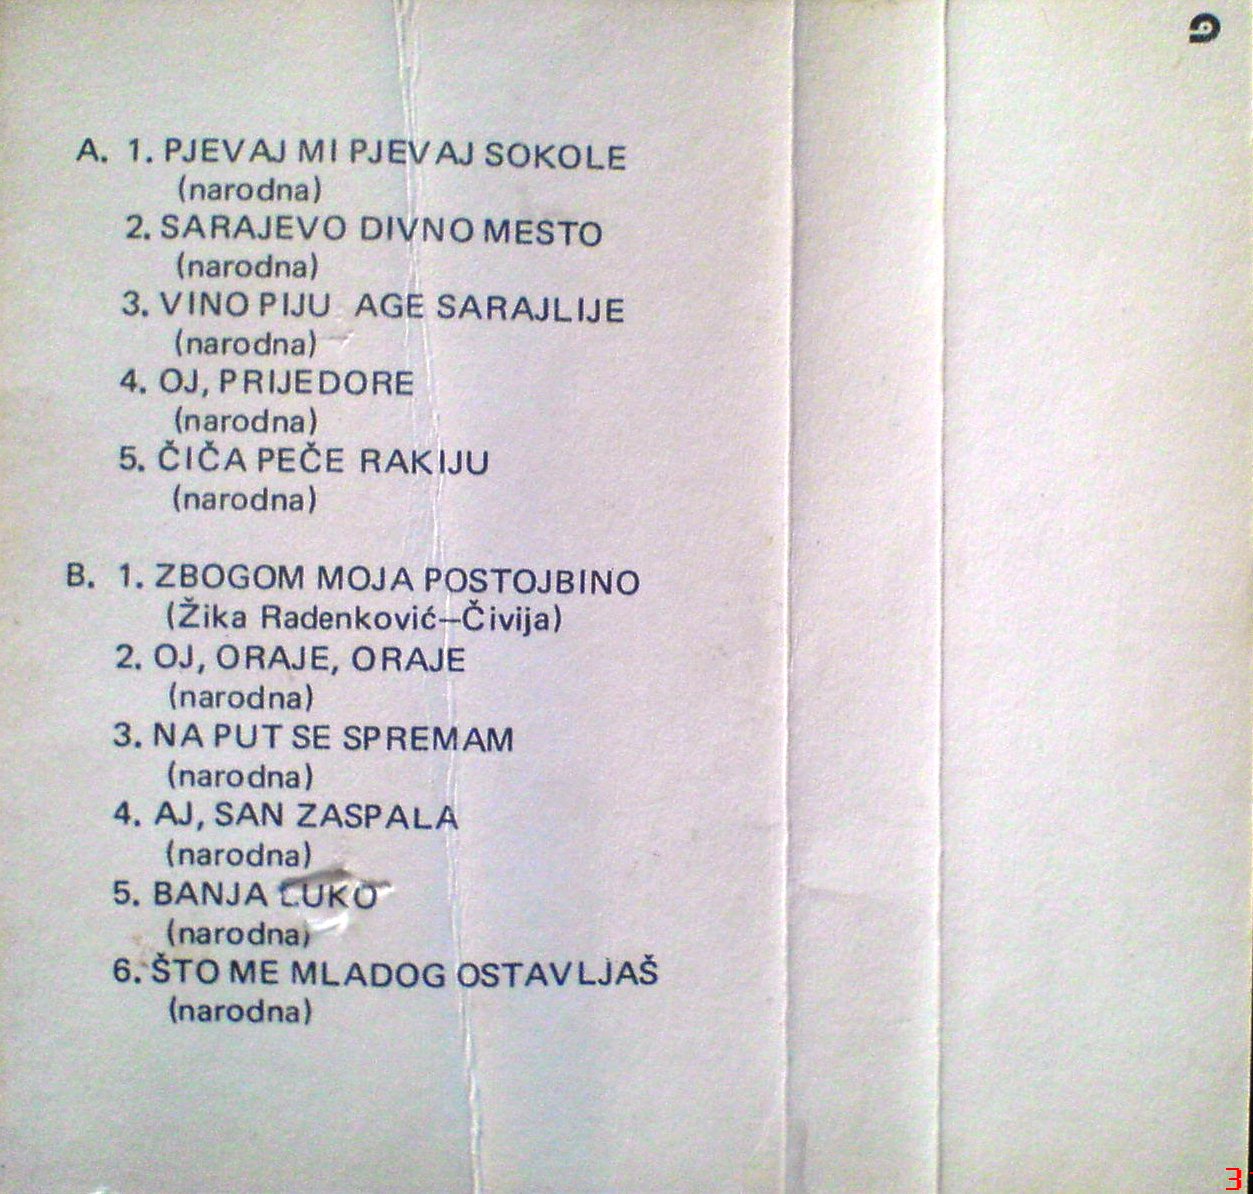 A. 1. PJEVAJ MI PJEVAJ SOKOLE
(narodna)
2. SARAJEVO DIVNO MESTO
(narodna)
3. VINO PIJU AGE SARAJLIJE
(narodna)
4. OJ, PRIJEDORE
(narodna)
5. ČIČA PEČE RAKIJU
(narodna)
B. 1. ZBOGOM MOJA POSTOJBINO
(Žika Radenković–Čivija)
2. OJ, ORAJE, ORAJE
(narodna)
3. NA PUT SE SPREMAM
(narodna)
4. AJ, SAN ZASPALA
(narodna)
5. BANJA LUKO
(narodna)
6. ŠTO ME MLADOG OSTAVLJAŠ
(narodna)
3